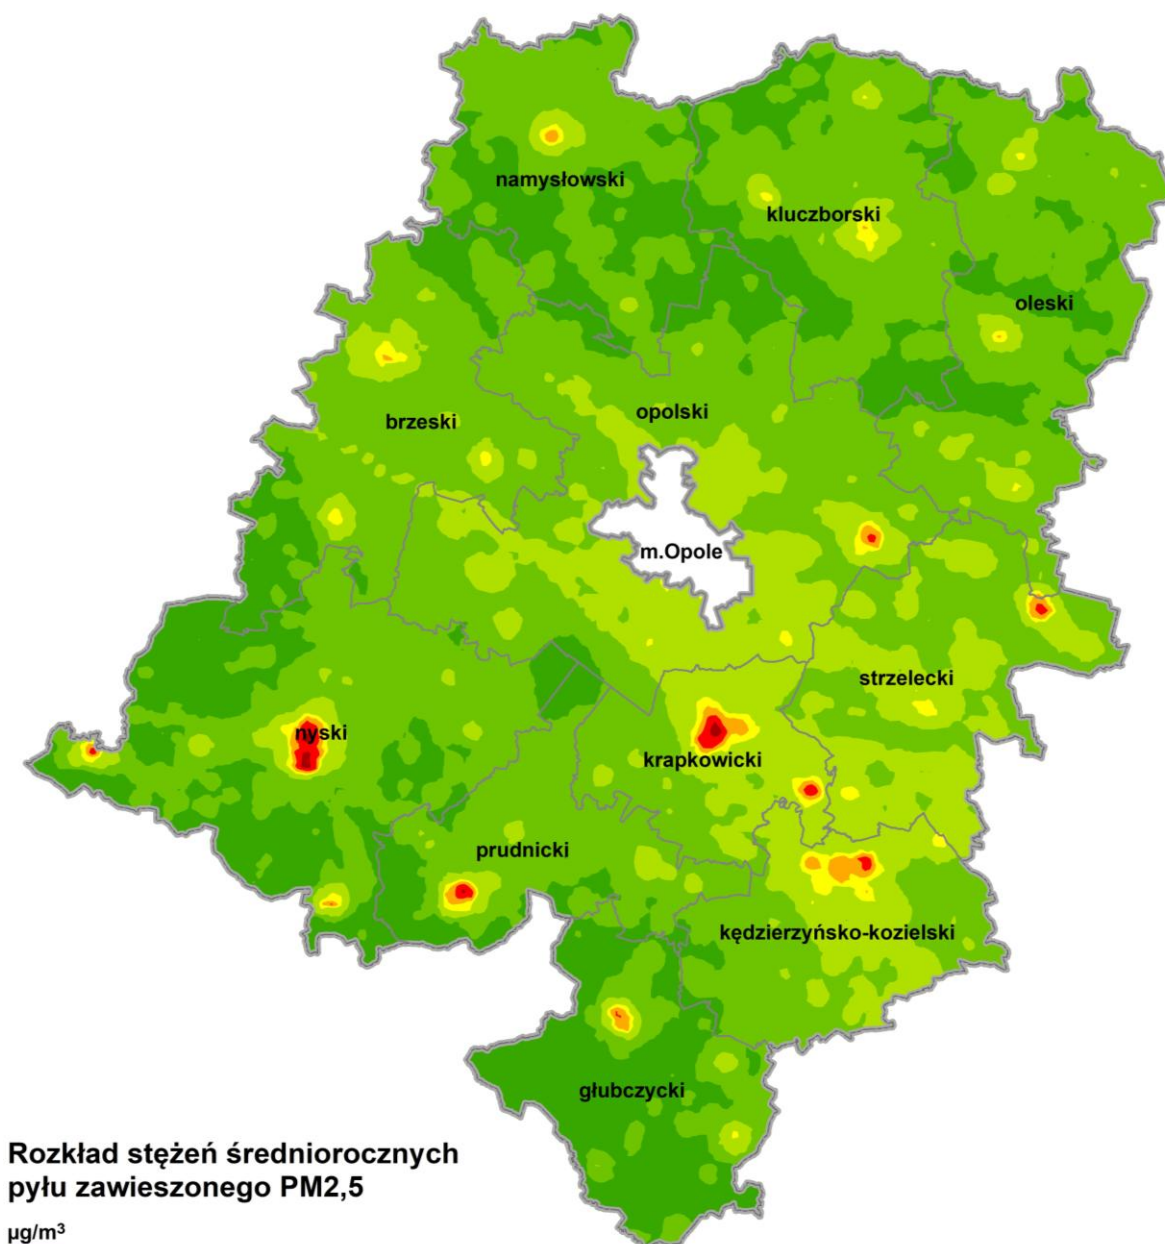 namysłowski
kluczborski
oleski
brzeski
opolski
m.Opole
strzelecki
nyski
krapkowicki
prudnicki
kędzierzyńsko-kozielski
głubczycki
Rozkład stężeń średniorocznych
pyłu zawieszonego PM2,5
µg/m³